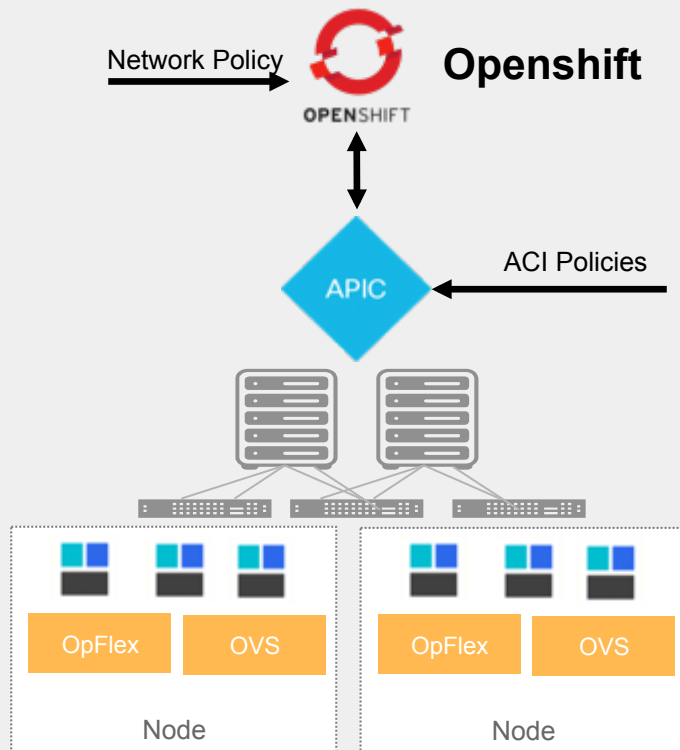 Network Policy
Openshift
OPENSHIFT
ACI Policies
APIC
OpFlex
OVS
OpFlex
OVS
Node
Node